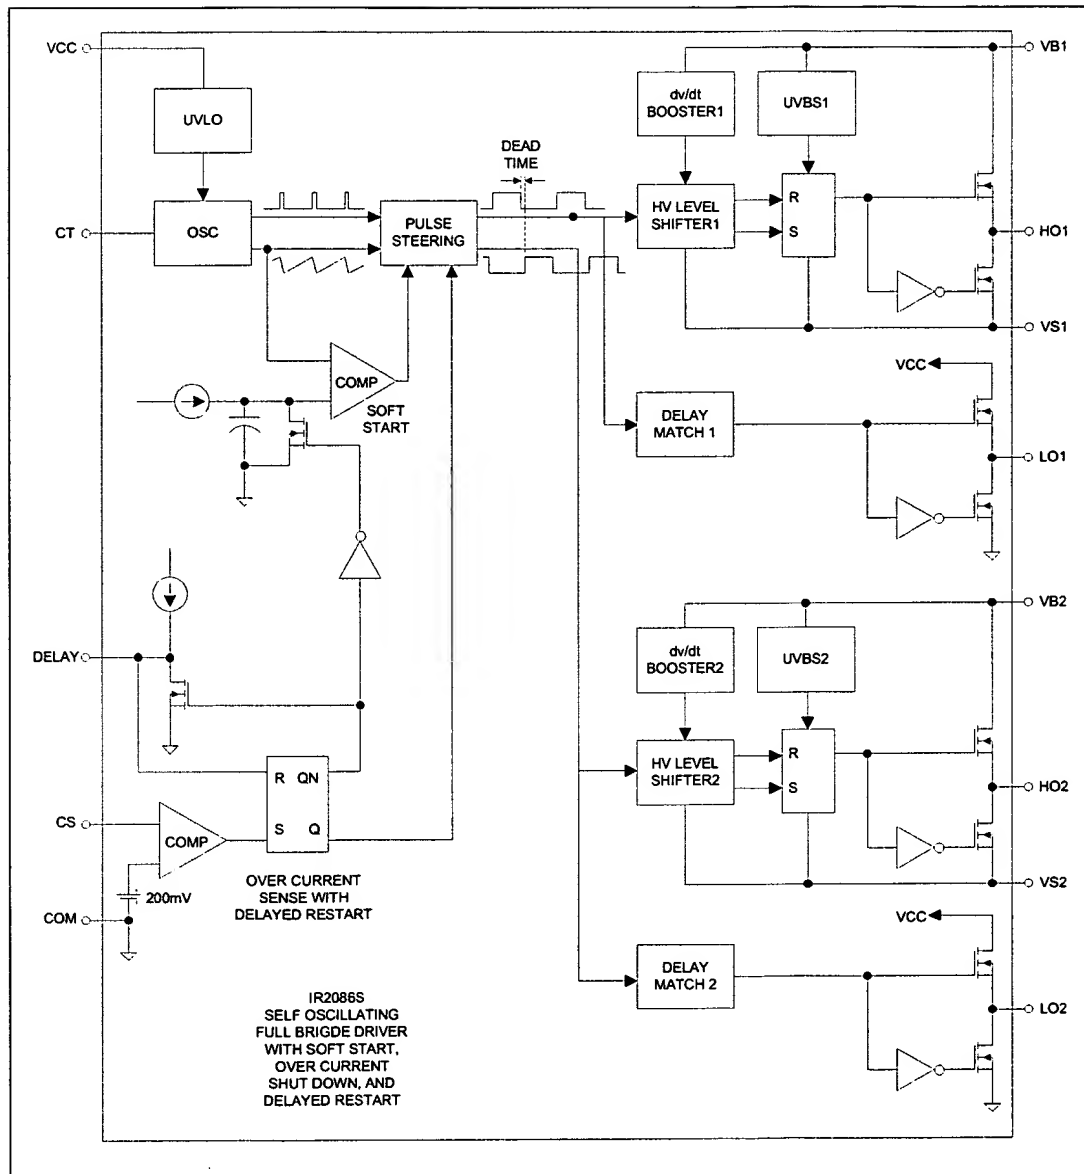 VCC
UVLO
OSC
CT
PULSE
STEERING
DEAD
TIME
COMP
SOFT
START
DELAY
R QN
S Q
CS
COMP
200mV
COM
OVER CURRENT
SENSE WITH
DELAYED RESTART
IR2086S
SELF OSCILLATING
FULL BRIGDE DRIVER
WITH SOFT START,
OVER CURRENT
SHUT DOWN, AND
DELAYED RESTART
dv/dt
BOOSTER1
UVBS1
VB1
HV LEVEL
SHIFTER1
R
S
HO1
VS1
VCC
DELAY
MATCH 1
LO1
dv/dt
BOOSTER2
UVBS2
VB2
HV LEVEL
SHIFTER2
R
S
HO2
VS2
VCC
DELAY
MATCH 2
LO2